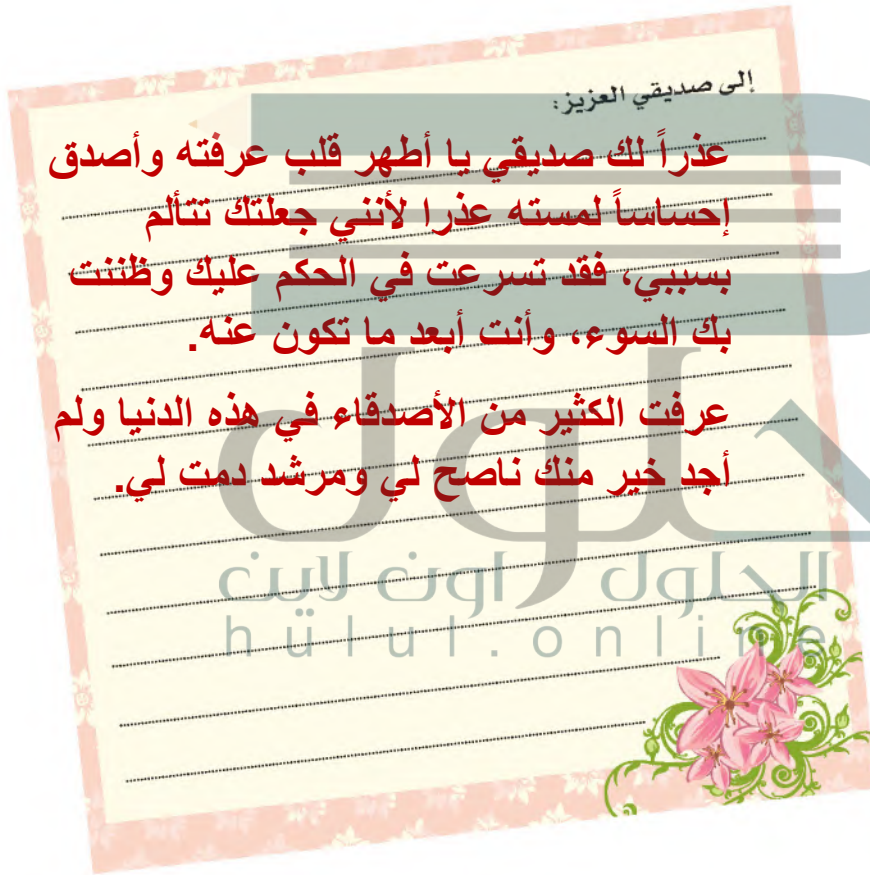 إلى صديقي العزيز:
عذراً لك صديقي يا أطهر قلب عرفته وأصدق
إحساساً لمسته عذرا لأنني جعلتك تتألم
بسببي، فقد تسرعت في الحكم عليك وظننت
بك السوء، وأنت أبعد ما تكون عنه.
عرفت الكثير من الأصدقاء في هذه الدنيا ولم
أجد خير منك ناصح لي ومرشد دمت لي.
حلول
الحلول اون لاين
hulul.online